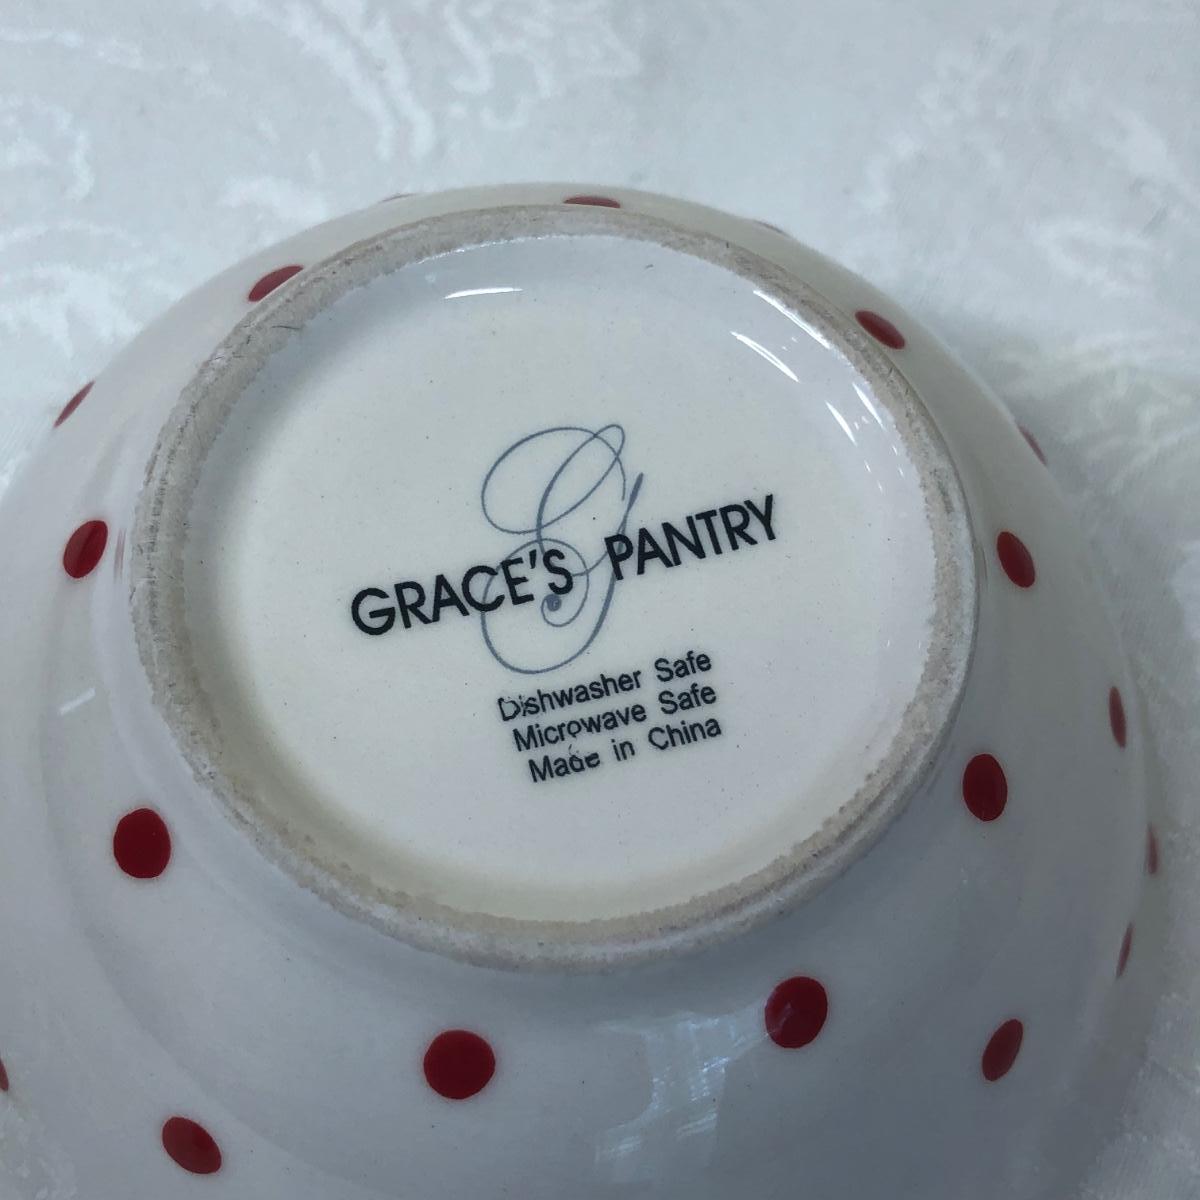 G
GRACE'S PANTRY
Dishwasher Safe
Microwave Safe
Made in China